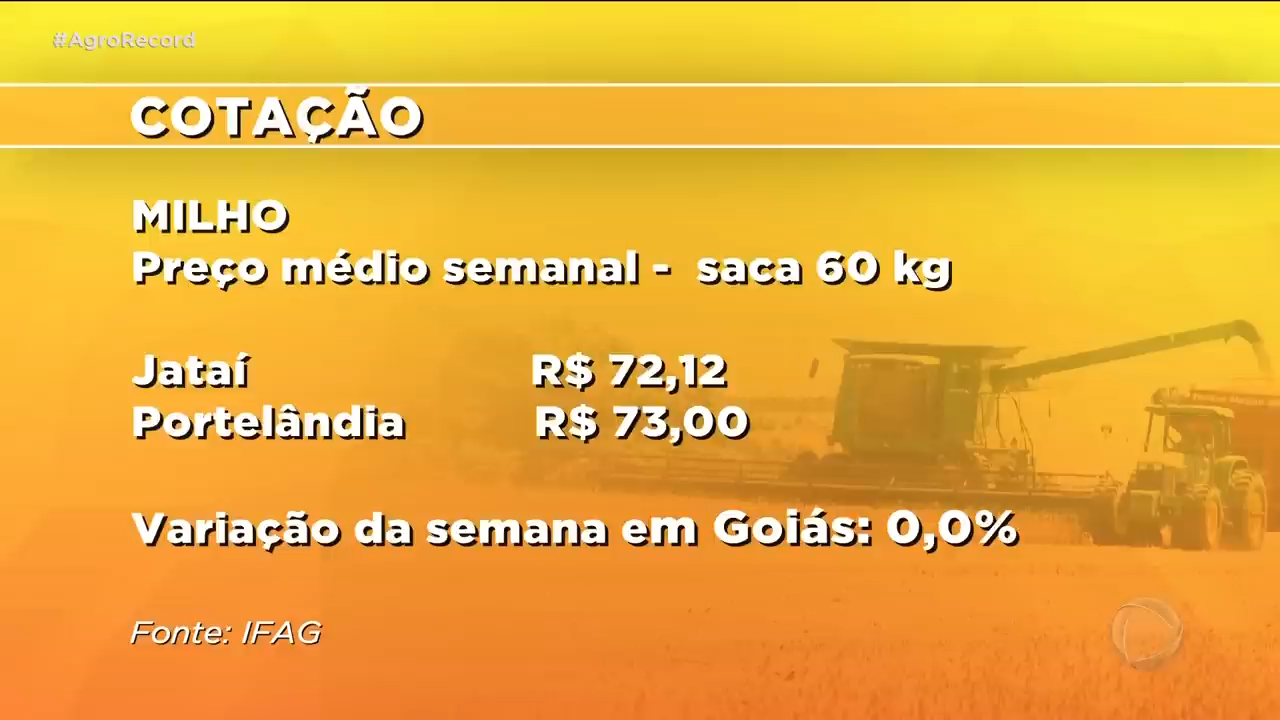 #AgroRecord
COTAÇÃO
MILHO
Preço médio semanal - saca 60 kg
Jataí R$ 72,12
Portelândia R$ 73,00
Variação da semana em Goiás: 0,0%
Fonte: IFAG